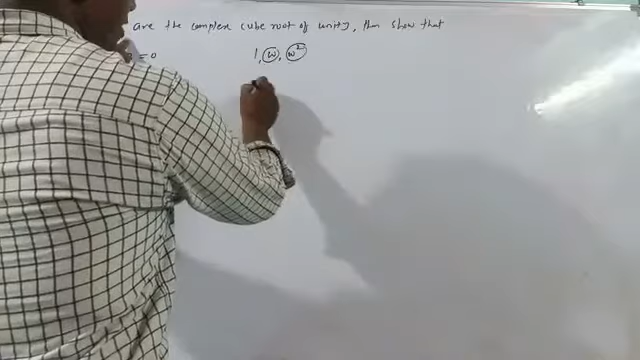 are the complex cube root of unity, then show that
= 0 1, ω, ω²